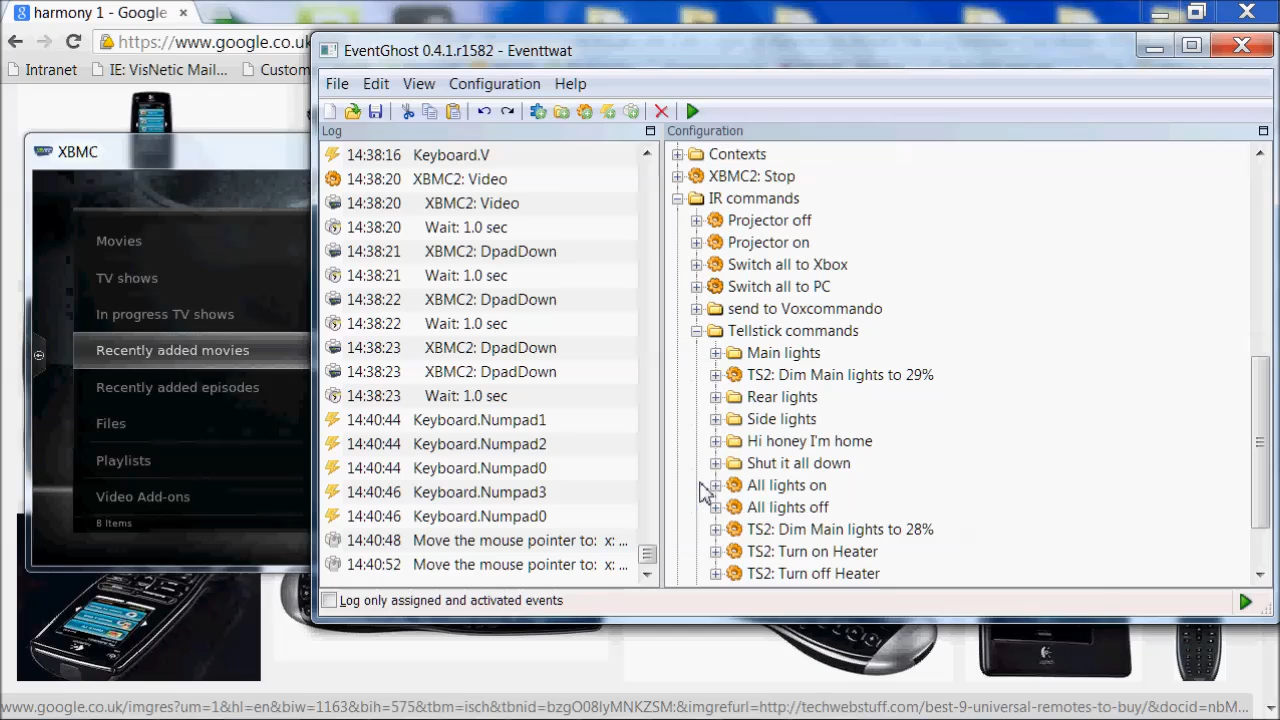 harmony 1 - Google
https://www.google.co.uk
Intranet
IE: VisNetic Mail...
Custom
EventGhost 0.4.1.r1582 - Eventtwat
File Edit View Configuration Help
Log
14:38:16 Keyboard.V
14:38:20 XBMC2: Video
14:38:20 XBMC2: Video
14:38:20 Wait: 1.0 sec
14:38:21 XBMC2: DpadDown
14:38:21 Wait: 1.0 sec
14:38:22 XBMC2: DpadDown
14:38:22 Wait: 1.0 sec
14:38:23 XBMC2: DpadDown
14:38:23 XBMC2: DpadDown
14:38:23 Wait: 1.0 sec
14:40:44 Keyboard.Numpad1
14:40:44 Keyboard.Numpad2
14:40:44 Keyboard.Numpad0
14:40:46 Keyboard.Numpad3
14:40:46 Keyboard.Numpad0
14:40:48 Move the mouse pointer to: x: ...
14:40:52 Move the mouse pointer to: x: ...
Log only assigned and activated events
Configuration
Contexts
XBMC2: Stop
IR commands
Projector off
Projector on
Switch all to Xbox
Switch all to PC
send to Voxcommando
Tellstick commands
Main lights
TS2: Dim Main lights to 29%
Rear lights
Side lights
Hi honey I'm home
Shut it all down
All lights on
All lights off
TS2: Dim Main lights to 28%
TS2: Turn on Heater
TS2: Turn off Heater
XBMC
Movies
TV shows
In progress TV shows
Recently added movies
Recently added episodes
Files
Playlists
Video Add-ons
8 Items
www.google.co.uk/imgres?um=1&hl=en&biw=1163&bih=575&tbm=isch&tbnid=bzgO08lyMNKZSM:&imgrefurl=http://techwebstuff.com/best-9-universal-remotes-to-buy/&docid=nbM...